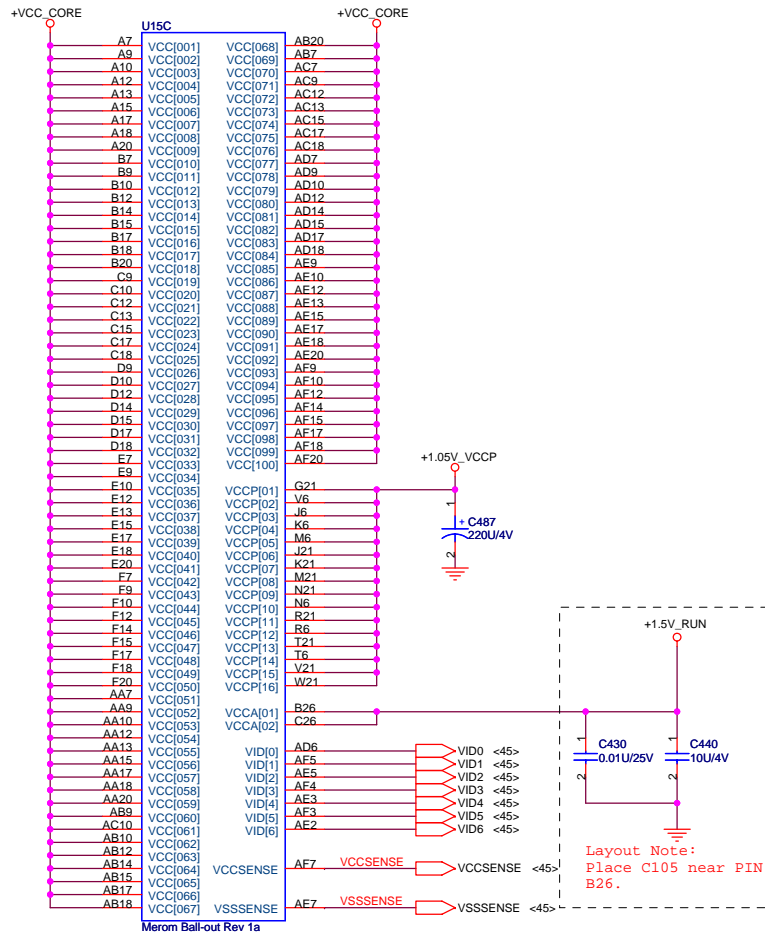 +VCC_CORE +VCC_CORE
U15C
A7 VCC[001] VCC[068] AB20
A9 VCC[002] VCC[069] AB7
A10 VCC[003] VCC[070] AC7
A12 VCC[004] VCC[071] AC9
A13 VCC[005] VCC[072] AC12
A15 VCC[006] VCC[073] AC13
A17 VCC[007] VCC[074] AC15
A18 VCC[008] VCC[075] AC17
A20 VCC[009] VCC[076] AC18
B7 VCC[010] VCC[077] AD7
B9 VCC[011] VCC[078] AD9
B10 VCC[012] VCC[079] AD10
B12 VCC[013] VCC[080] AD12
B14 VCC[014] VCC[081] AD14
B15 VCC[015] VCC[082] AD15
B17 VCC[016] VCC[083] AD17
B18 VCC[017] VCC[084] AD18
B20 VCC[018] VCC[085] AE9
C9 VCC[019] VCC[086] AE10
C10 VCC[020] VCC[087] AE12
C12 VCC[021] VCC[088] AE13
C13 VCC[022] VCC[089] AE15
C15 VCC[023] VCC[090] AE17
C17 VCC[024] VCC[091] AE18
C18 VCC[025] VCC[092] AE20
D9 VCC[026] VCC[093] AF9
D10 VCC[027] VCC[094] AF10
D12 VCC[028] VCC[095] AF12
D14 VCC[029] VCC[096] AF14
D15 VCC[030] VCC[097] AF15
D17 VCC[031] VCC[098] AF17
D18 VCC[032] VCC[099] AF18
E7 VCC[033] VCC[100] AF20
E9 VCC[034]
E10 VCC[035] VCCP[01] G21
E12 VCC[036] VCCP[02] V6
E13 VCC[037] VCCP[03] J6
E15 VCC[038] VCCP[04] K6
E17 VCC[039] VCCP[05] M6
E18 VCC[040] VCCP[06] J21
E20 VCC[041] VCCP[07] K21
F7 VCC[042] VCCP[08] M21
F9 VCC[043] VCCP[09] N21
F10 VCC[044] VCCP[10] N6
F12 VCC[045] VCCP[11] R21
F14 VCC[046] VCCP[12] R6
F15 VCC[047] VCCP[13] T21
F17 VCC[048] VCCP[14] T6
F18 VCC[049] VCCP[15] V21
F20 VCC[050] VCCP[16] W21
AA7 VCC[051]
AA9 VCC[052] VCCA[01] B26
AA10 VCC[053] VCCA[02] C26
AA12 VCC[054]
AA13 VCC[055] VID[0] AD6 VID0 <45>
AA15 VCC[056] VID[1] AF5 VID1 <45>
AA17 VCC[057] VID[2] AE5 VID2 <45>
AA18 VCC[058] VID[3] AF4 VID3 <45>
AA20 VCC[059] VID[4] AE3 VID4 <45>
AB9 VCC[060] VID[5] AF3 VID5 <45>
AC10 VCC[061] VID[6] AE2 VID6 <45>
AB10 VCC[062]
AB12 VCC[063]
AB14 VCC[064] VCCSENSE AF7 VCCSENSE VCCSENSE <45>
AB15 VCC[065]
AB17 VCC[066]
AB18 VCC[067] VSSSENSE AE7 VSSSENSE VSSSENSE <45>
Merom Ball-out Rev 1a
+1.05V_VCCP
1
+ C487
220U/4V
2
+1.5V_RUN
1 1
C430 C440
0.01U/25V 10U/4V
2 2
Layout Note:
Place C105 near PIN
B26.